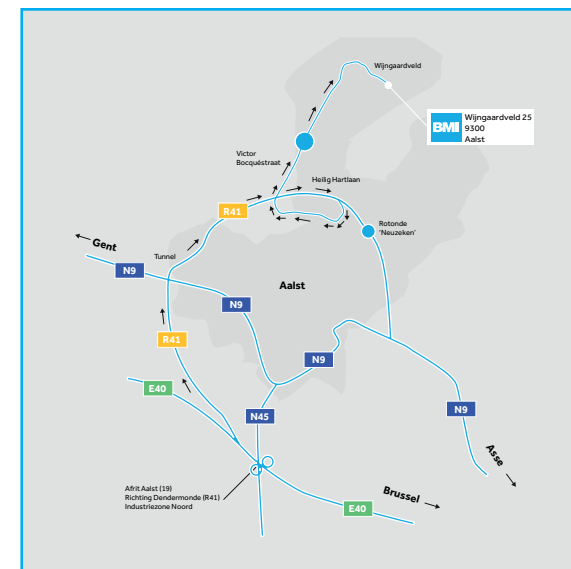 Wijngaardveld
BMI
Wijngaardveld 25
9300
Aalst
Victor
Bocquéstraat
Heilig Hartlaan
R41
Rotonde
'Neuzeken'
Gent
Tunnel
N9
Aalst
N9
R41
N9
E40
N45
N9
Asse
Afrit Aalst (19)
Richting Dendermonde (R41)
Industriezone Noord
Brussel
E40